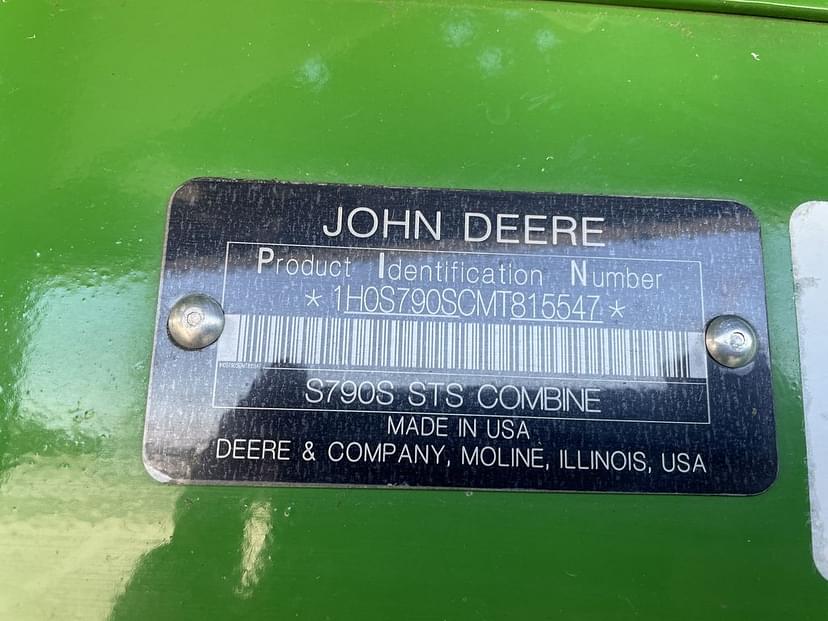 JOHN DEERE
Product Identification Number
*1H0S790SCMT815547*
S790S STS COMBINE
MADE IN USA
DEERE & COMPANY, MOLINE, ILLINOIS, USA